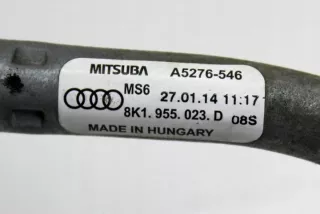 MITSUBA A5276-546
MS6 27.01.14 11:17
8K1.955.023.D 08S
MADE IN HUNGARY